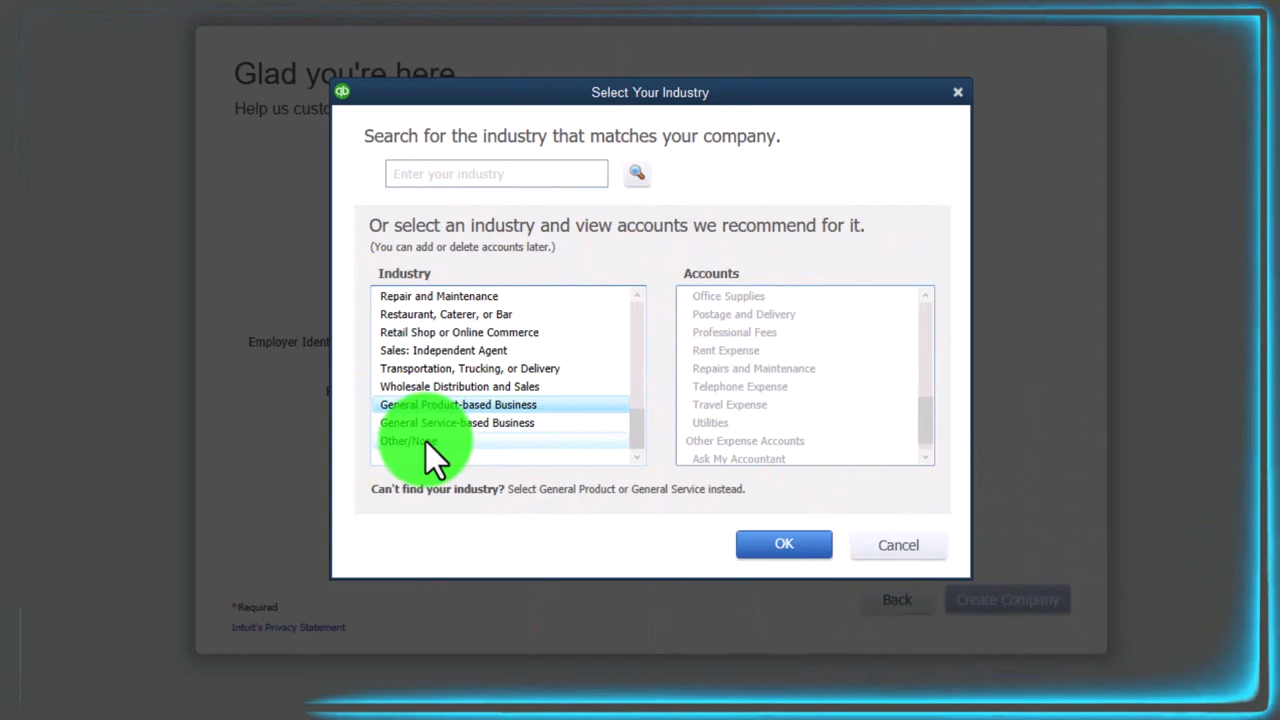 Glad you're here
Help us custo
Select Your Industry
Search for the industry that matches your company.
Enter your industry
Or select an industry and view accounts we recommend for it.
(You can add or delete accounts later.)
Industry
Repair and Maintenance
Restaurant, Caterer, or Bar
Retail Shop or Online Commerce
Sales: Independent Agent
Transportation, Trucking, or Delivery
Wholesale Distribution and Sales
General Product-based Business
General Service-based Business
Other/None
Accounts
Office Supplies
Postage and Delivery
Professional Fees
Rent Expense
Repairs and Maintenance
Telephone Expense
Travel Expense
Utilities
Other Expense Accounts
Ask My Accountant
Can't find your industry? Select General Product or General Service instead.
OK
Cancel
Employer Ident
Back
Create Company
*Required
Intuit's Privacy Statement
qb